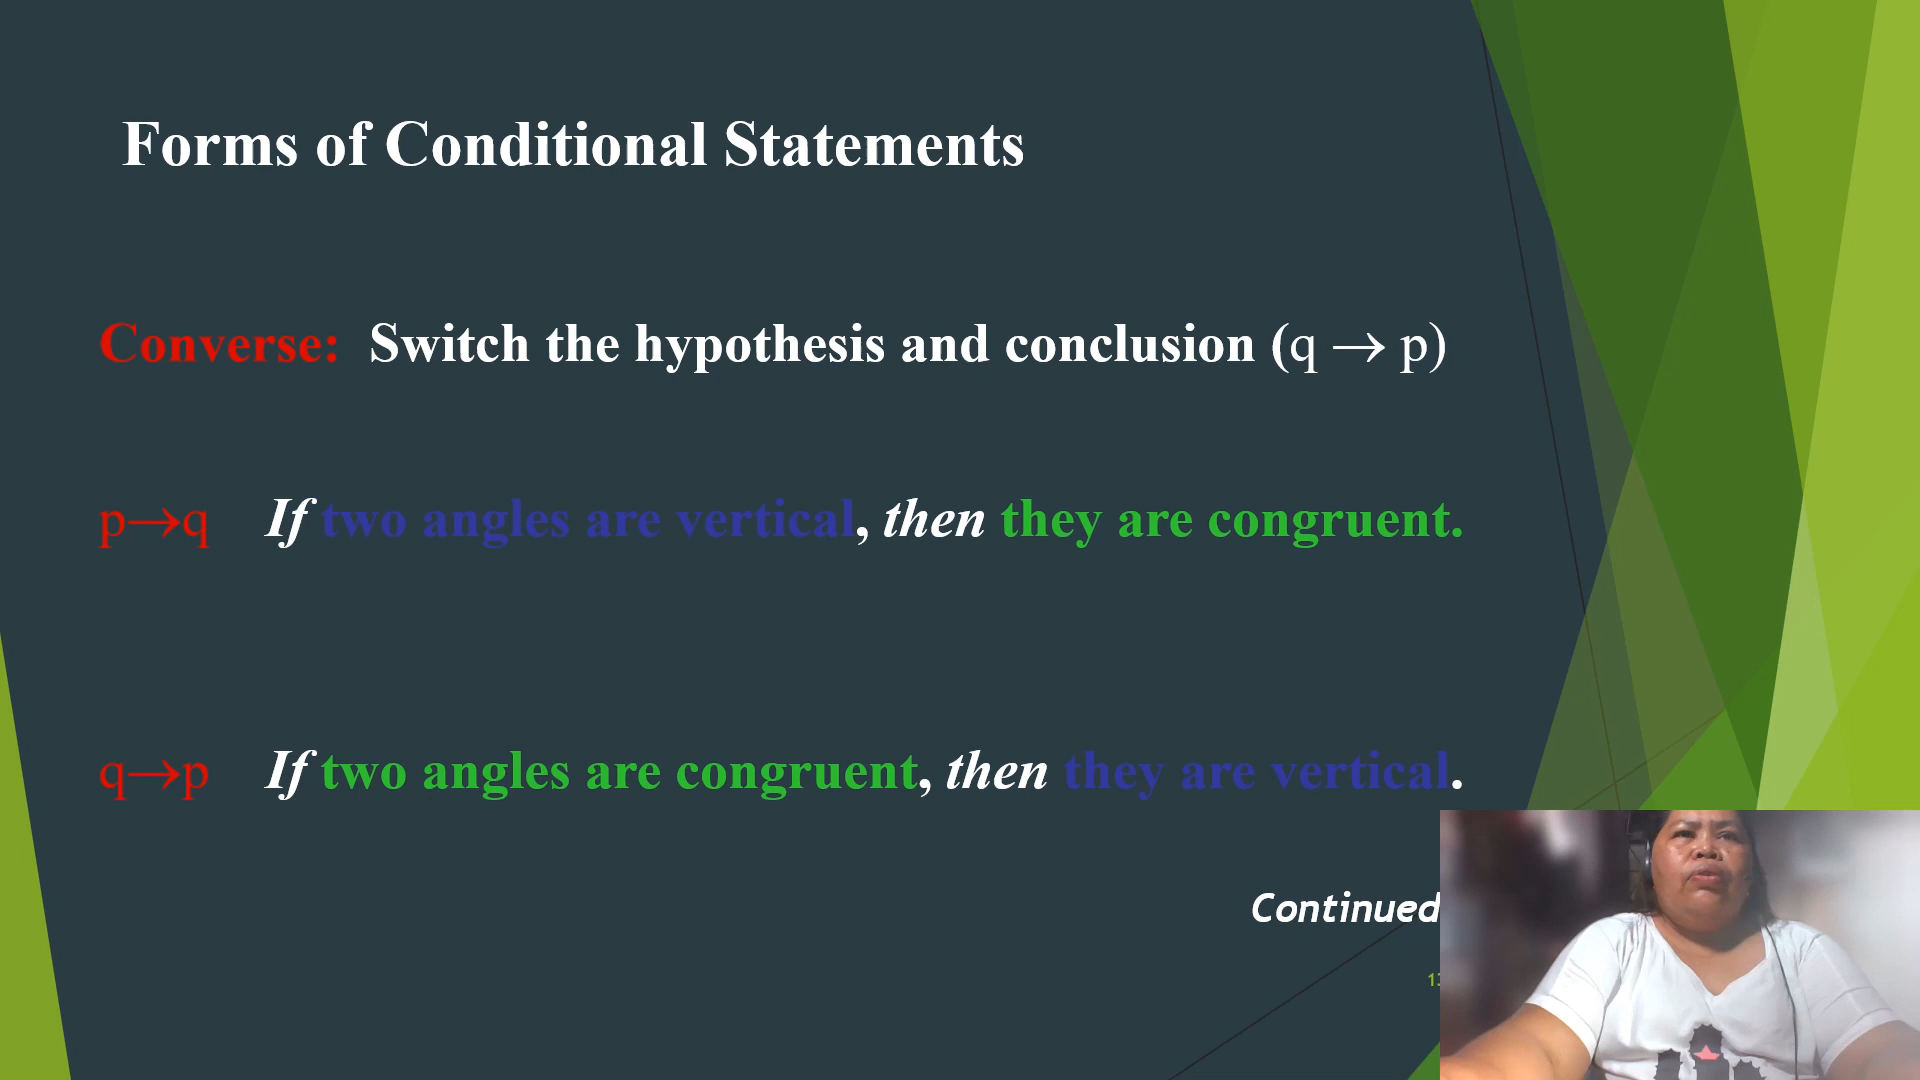 Forms of Conditional Statements
Converse: Switch the hypothesis and conclusion (q → p)
p→q If two angles are vertical, then they are congruent.
q→p If two angles are congruent, then they are vertical.
Continued